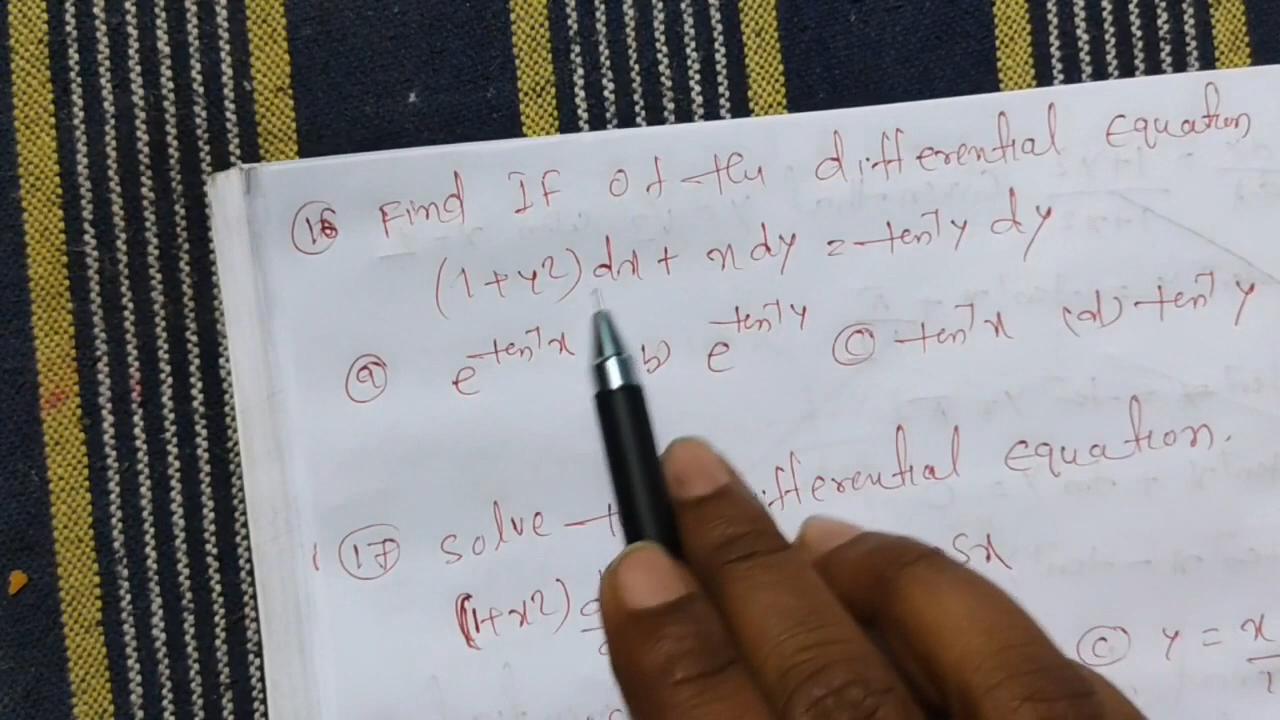 (16) Find IF of the differential equation
(1+y2) dx + x dy = tan⁻¹y dy
(a) e^tan⁻¹x b) e^tan⁻¹y (c) tan⁻¹x (d) tan⁻¹y
(17) solve differential equation.
(1+x2)
(c) y = x